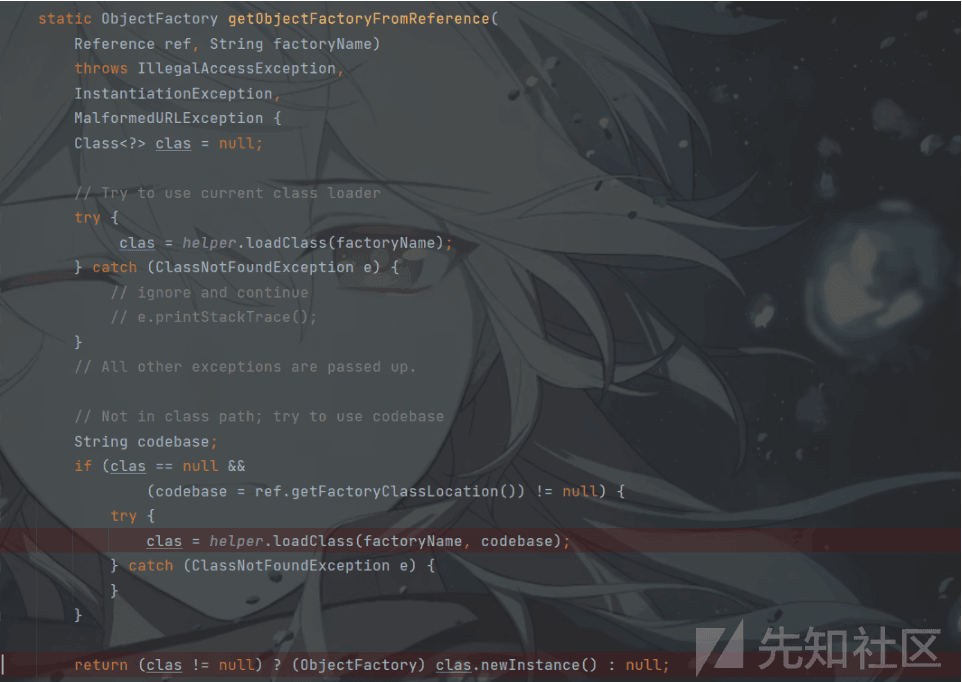 static ObjectFactory getObjectFactoryFromReference(
    Reference ref, String factoryName)
    throws IllegalAccessException,
    InstantiationException,
    MalformedURLException {
    Class<?> clas = null;

    // Try to use current class loader
    try {
         clas = helper.loadClass(factoryName);
    } catch (ClassNotFoundException e) {
        // ignore and continue
        // e.printStackTrace();
    }
    // All other exceptions are passed up.

    // Not in class path; try to use codebase
    String codebase;
    if (clas == null &&
            (codebase = ref.getFactoryClassLocation()) != null) {
        try {
            clas = helper.loadClass(factoryName, codebase);
        } catch (ClassNotFoundException e) {
        }
    }

    return (clas != null) ? (ObjectFactory) clas.newInstance() : null;
先知社区